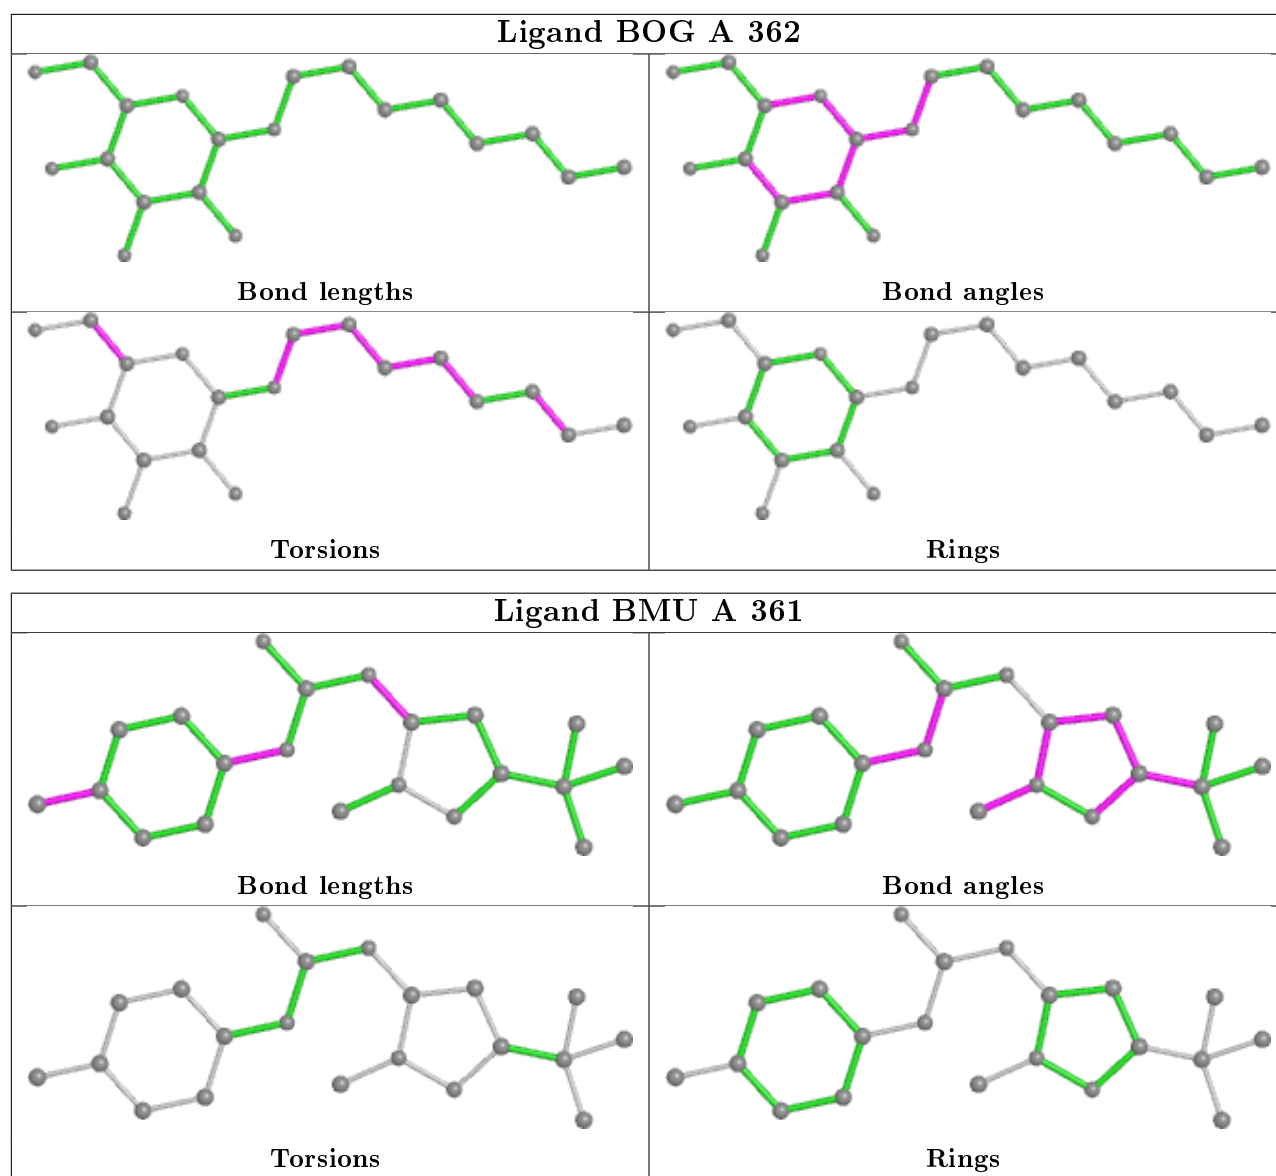 Ligand BOG A 362
Bond lengths
Bond angles
Torsions
Rings
Ligand BMU A 361
Bond lengths
Bond angles
Torsions
Rings